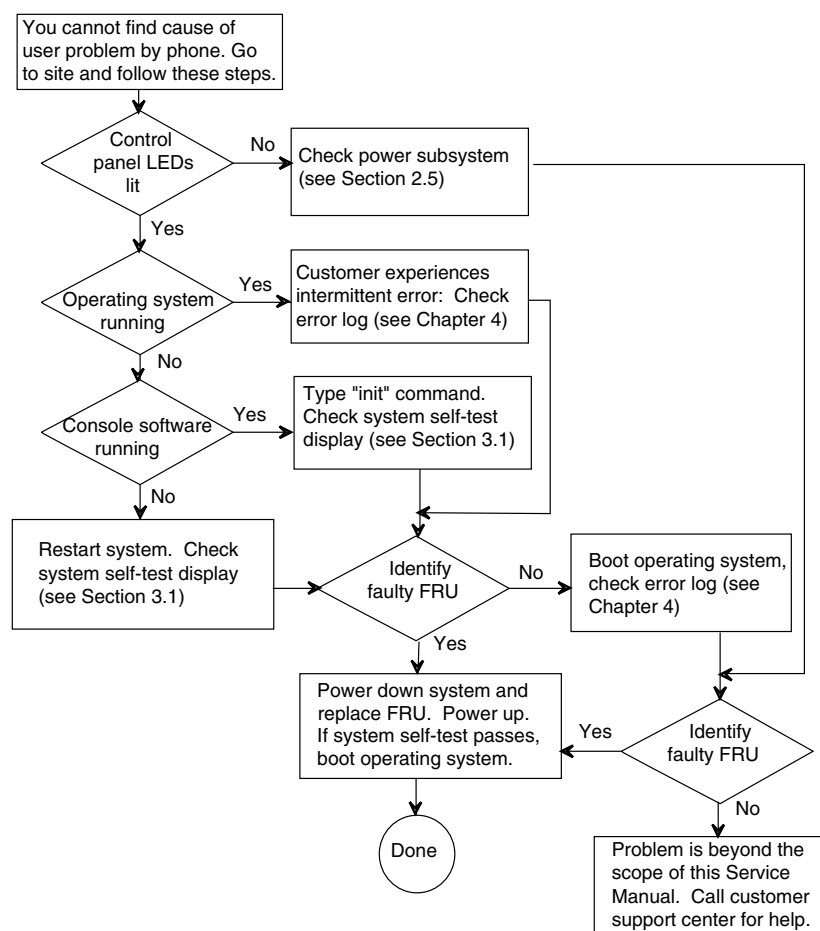 You cannot find cause of
user problem by phone. Go
to site and follow these steps.
Control
panel LEDs
lit
No
Check power subsystem
(see Section 2.5)
Yes
Operating system
running
Yes
Customer experiences
intermittent error: Check
error log (see Chapter 4)
No
Console software
running
Yes
Type "init" command.
Check system self-test
display (see Section 3.1)
No
Restart system. Check
system self-test display
(see Section 3.1)
Identify
faulty FRU
No
Boot operating system,
check error log (see
Chapter 4)
Yes
Power down system and
replace FRU. Power up.
If system self-test passes,
boot operating system.
Yes
Identify
faulty FRU
Done
No
Problem is beyond the
scope of this Service
Manual. Call customer
support center for help.